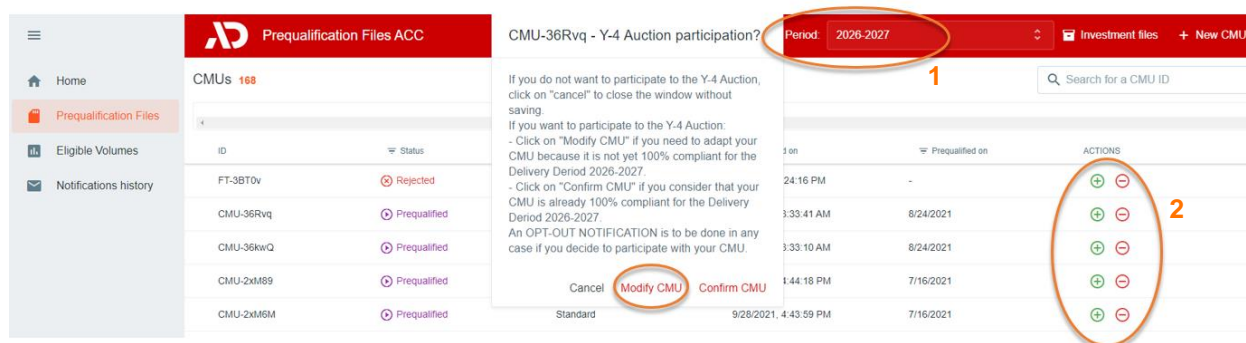 Prequalification Files ACC
CMU-36Rvq - Y-4 Auction participation?
Period: 2026-2027
Investment files
+ New CMU
1
Home
Prequalification Files
Eligible Volumes
Notifications history
CMUs 168
Search for a CMU ID
If you do not want to participate to the Y-4 Auction,
click on "cancel" to close the window without
saving.
If you want to participate to the Y-4 Auction:
- Click on "Modify CMU" if you need to adapt your
CMU because it is not yet 100% compliant for the
Delivery Deriod 2026-2027.
- Click on "Confirm CMU" if you consider that your
CMU is already 100% compliant for the Delivery
Deriod 2026-2027.
An OPT-OUT NOTIFICATION is to be done in any
case if you decide to participate with your CMU.
Cancel Modify CMU Confirm CMU
ID Status d on Prequalified on ACTIONS
FT-3BT0v Rejected 24:16 PM -
CMU-36Rvq Prequalified 3:33:41 AM 8/24/2021
2
CMU-36kwQ Prequalified 3:33:10 AM 8/24/2021
CMU-2xM89 Prequalified 4:44:18 PM 7/16/2021
CMU-2xM6M Prequalified Standard 9/28/2021, 4:43:59 PM 7/16/2021